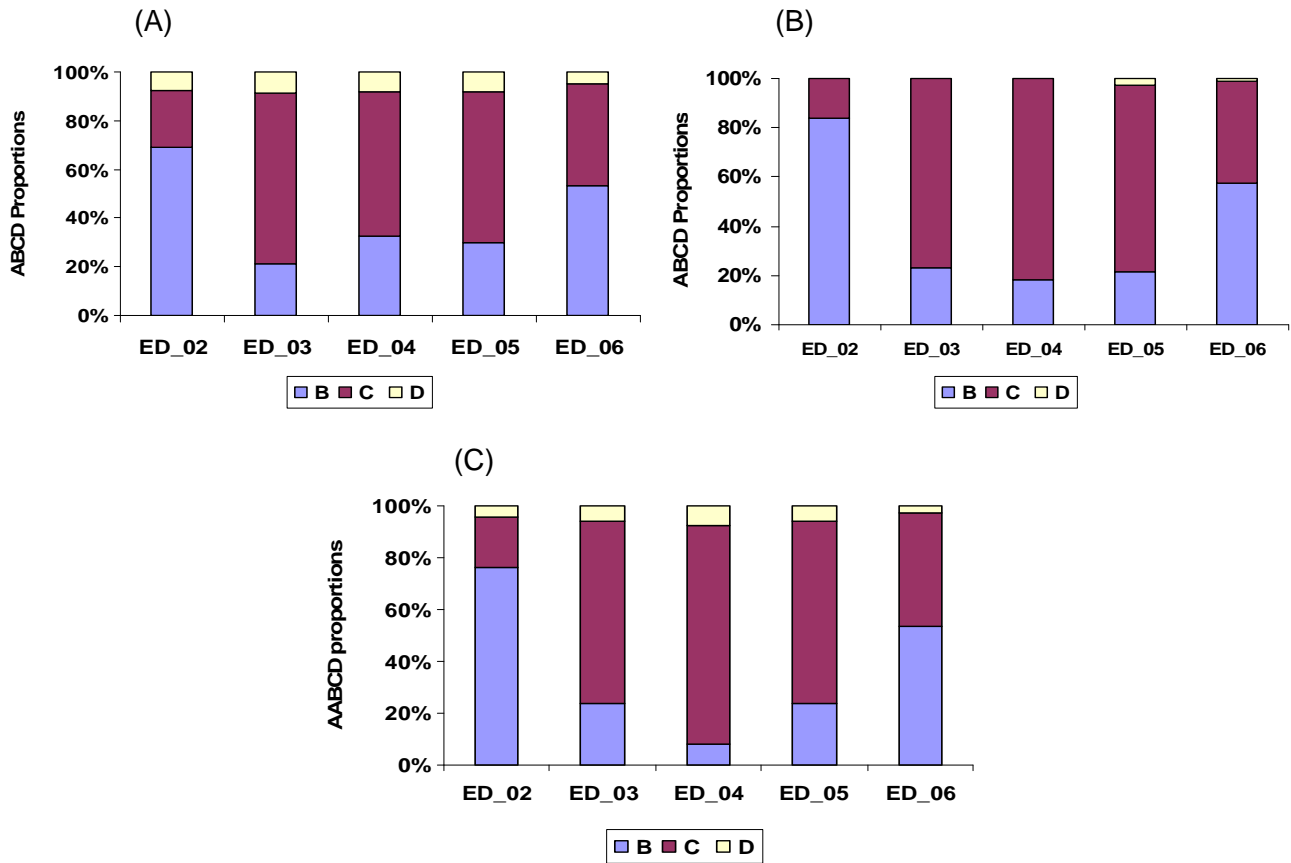 (A)
ABCD Proportions
100%
80%
60%
40%
20%
0%
ED_02 ED_03 ED_04 ED_05 ED_06
B C D
(B)
ABCD Proportions
100%
80%
60%
40%
20%
0%
ED_02 ED_03 ED_04 ED_05 ED_06
B C D
(C)
AABCD proportions
100%
80%
60%
40%
20%
0%
ED_02 ED_03 ED_04 ED_05 ED_06
B C D